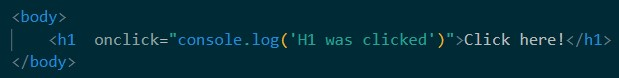 <body>
    <h1  onclick="console.log('H1 was clicked')">Click here!</h1>
</body>